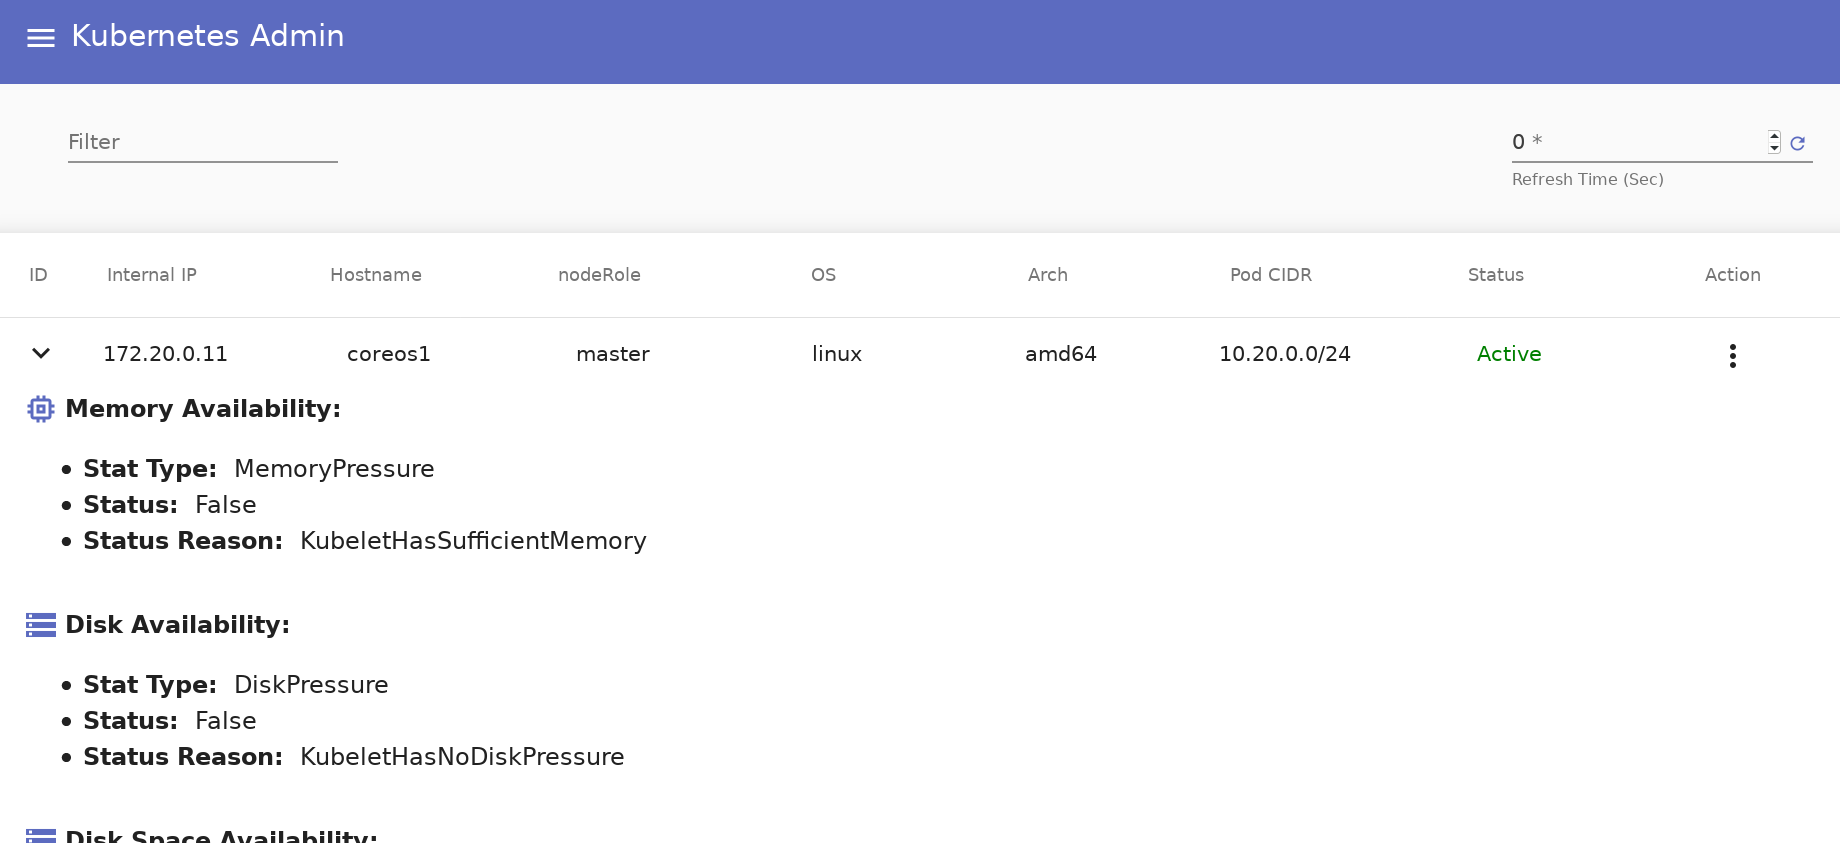 Kubernetes Admin
Filter
0 *
Refresh Time (Sec)
ID Internal IP Hostname nodeRole OS Arch Pod CIDR Status Action
172.20.0.11 coreos1 master linux amd64 10.20.0.0/24 Active
Memory Availability:
• Stat Type: MemoryPressure
• Status: False
• Status Reason: KubeletHasSufficientMemory
Disk Availability:
• Stat Type: DiskPressure
• Status: False
• Status Reason: KubeletHasNoDiskPressure
Disk Space Availability: